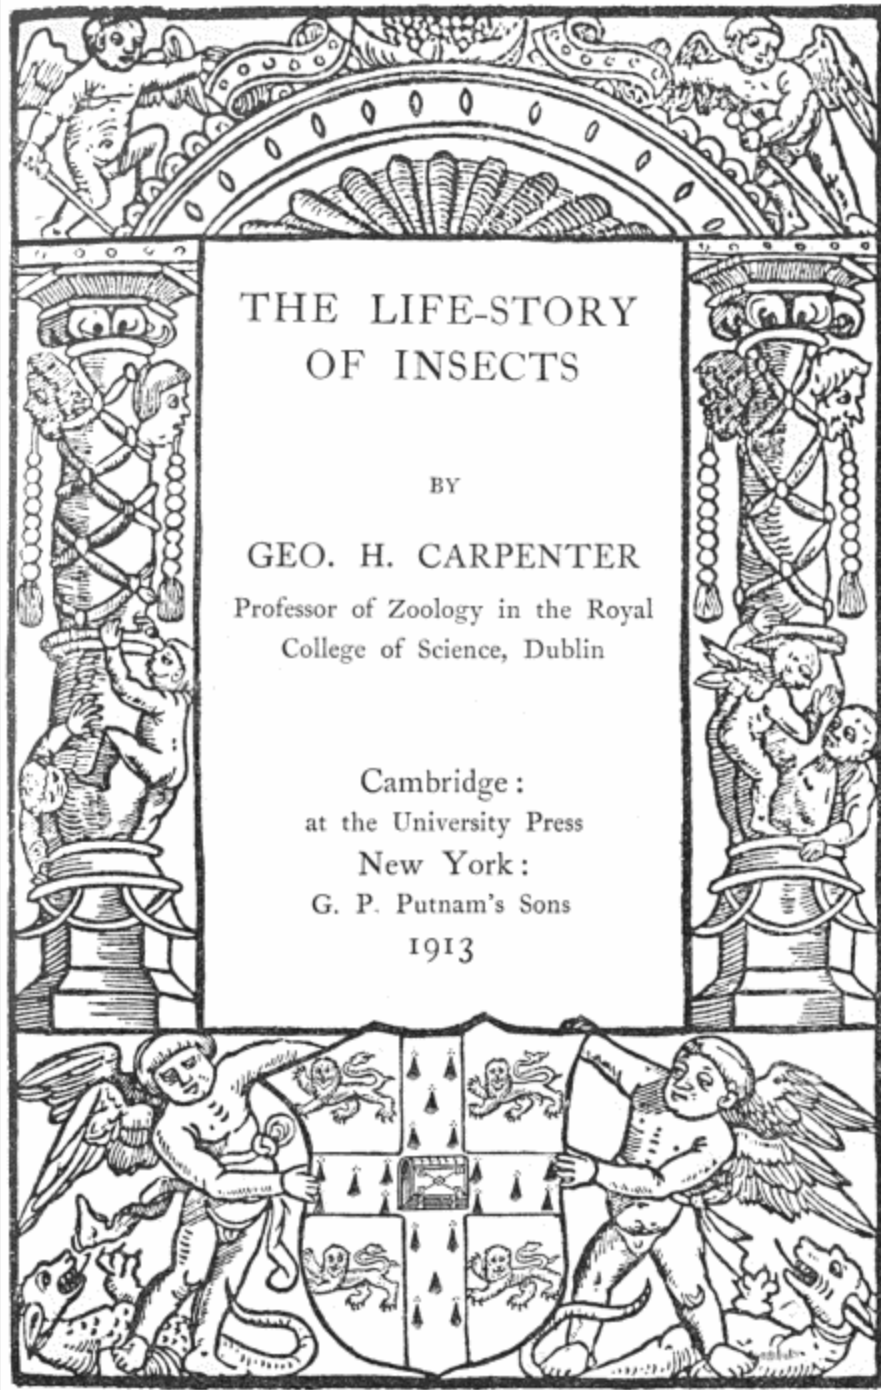 THE LIFE-STORY
OF INSECTS
BY
GEO. H. CARPENTER
Professor of Zoology in the Royal
College of Science, Dublin
Cambridge:
at the University Press
New York:
G. P. Putnam's Sons
1913